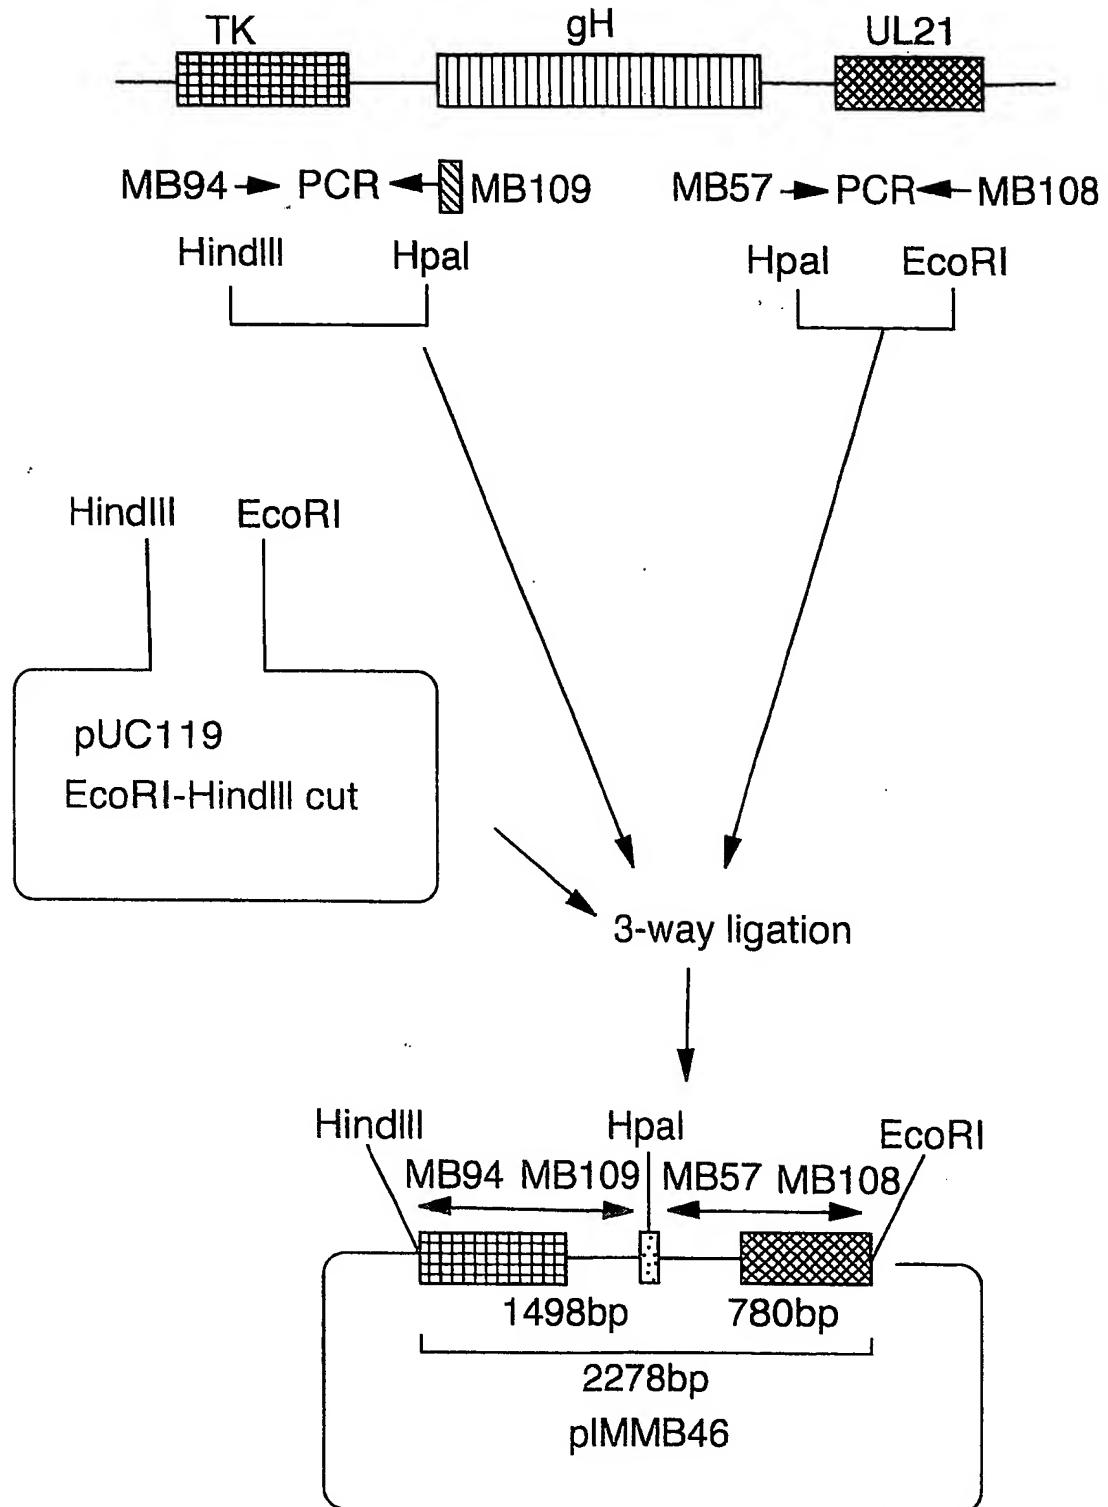 TK gH UL21
MB94 PCR MB109 MB57 PCR MB108
HindIII HpaI HpaI EcoRI
HindIII EcoRI
pUC119
EcoRI-HindIII cut
3-way ligation
HindIII HpaI EcoRI
MB94 MB109 MB57 MB108
1498bp 780bp
2278bp
pIMMB46